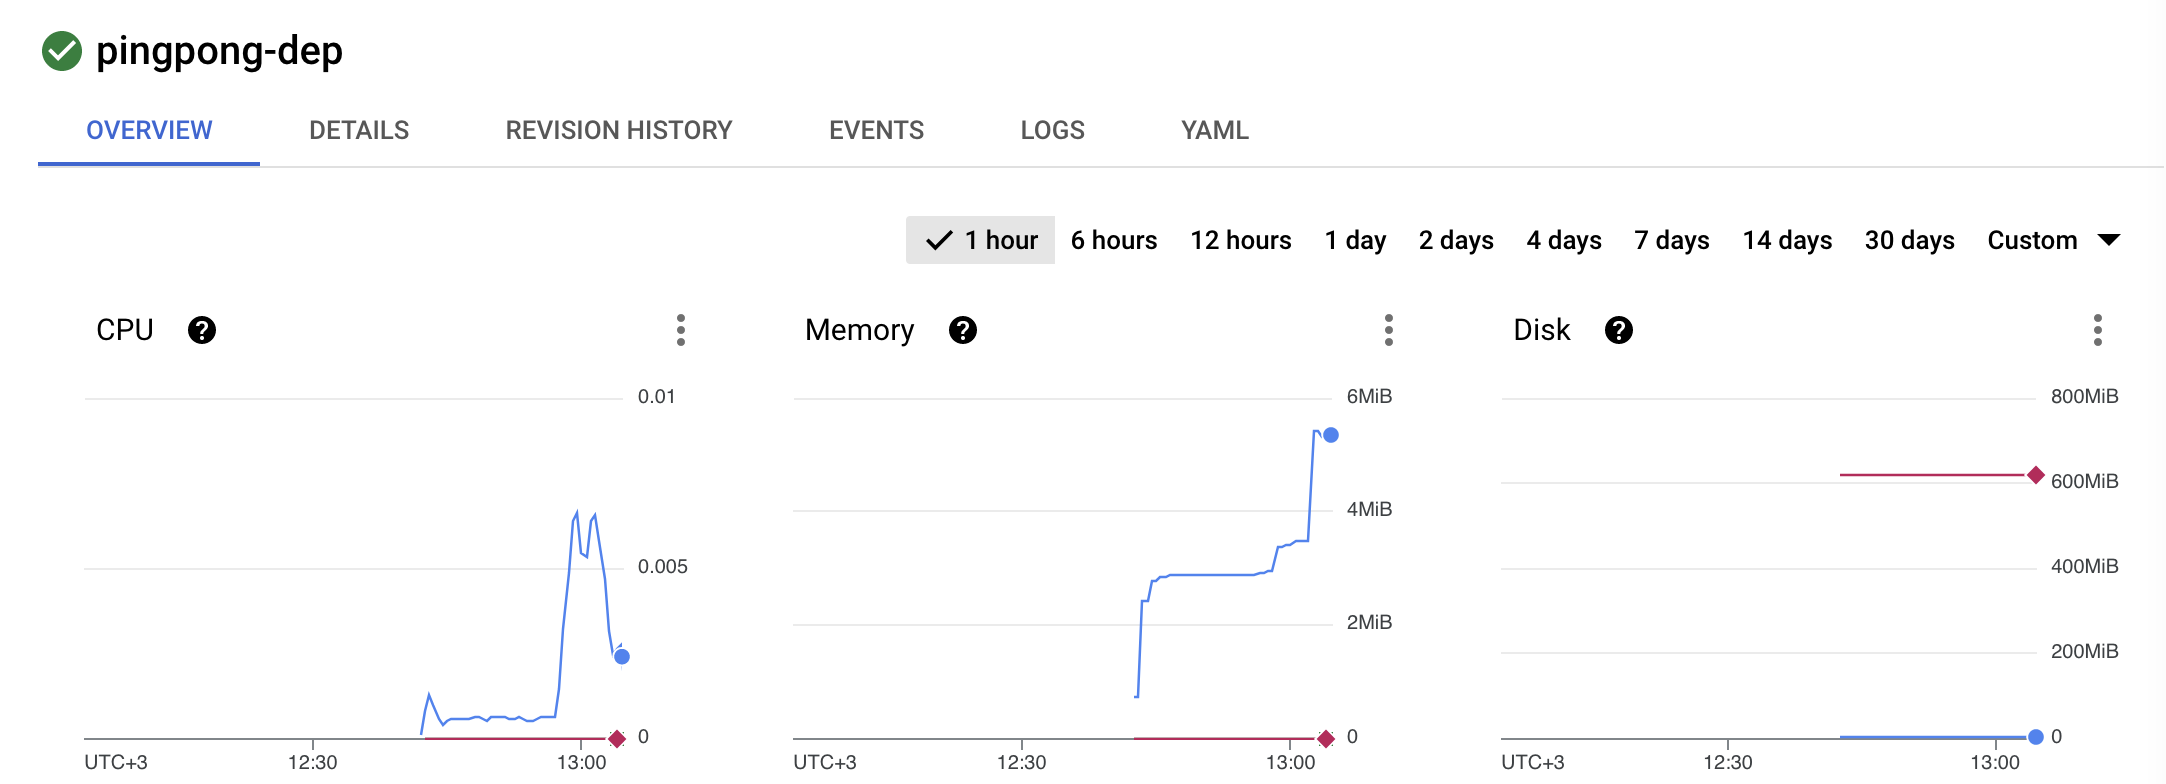 pingpong-dep
OVERVIEW DETAILS REVISION HISTORY EVENTS LOGS YAML
1 hour 6 hours 12 hours 1 day 2 days 4 days 7 days 14 days 30 days Custom
CPU ?
0.01
0.005
0
UTC+3 12:30 13:00
Memory ?
6MiB
4MiB
2MiB
0
UTC+3 12:30 13:00
Disk ?
800MiB
600MiB
400MiB
200MiB
0
UTC+3 12:30 13:00